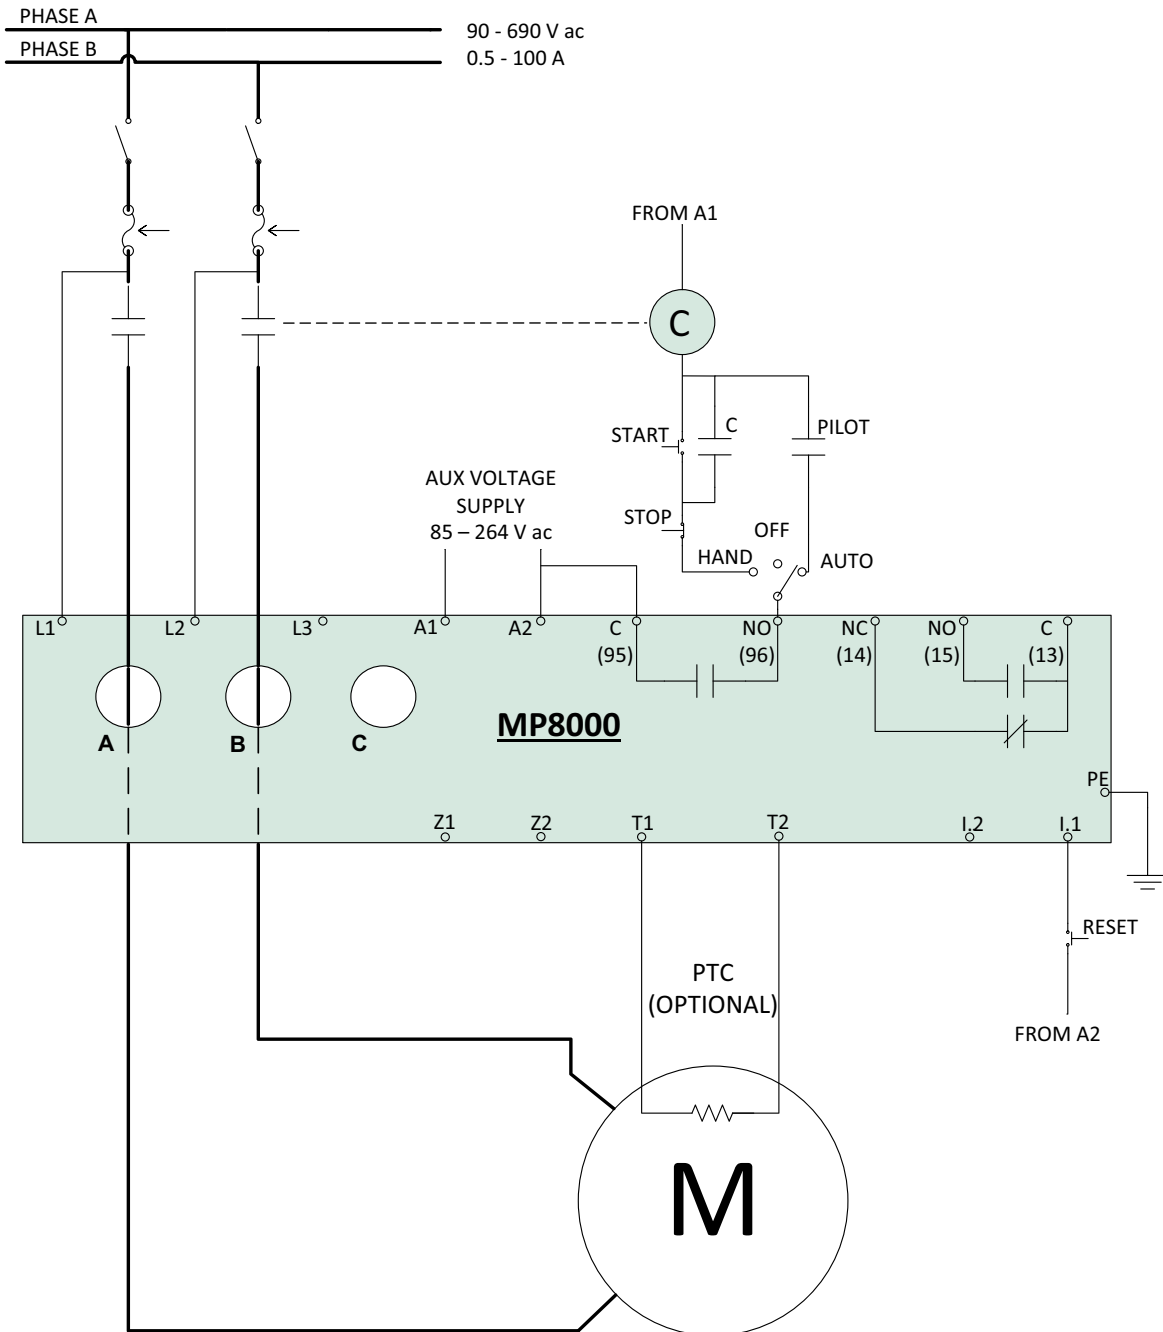 PHASE A
90 - 690 V ac
PHASE B
0.5 - 100 A
FROM A1
C
START
C
PILOT
AUX VOLTAGE
SUPPLY
85 – 264 V ac
STOP
OFF
HAND
AUTO
L1
L2
L3
A1
A2
C
(95)
NO
(96)
NC
(14)
NO
(15)
C
(13)
A
B
C
MP8000
PE
Z1
Z2
T1
T2
I.2
I.1
RESET
PTC
(OPTIONAL)
FROM A2
M